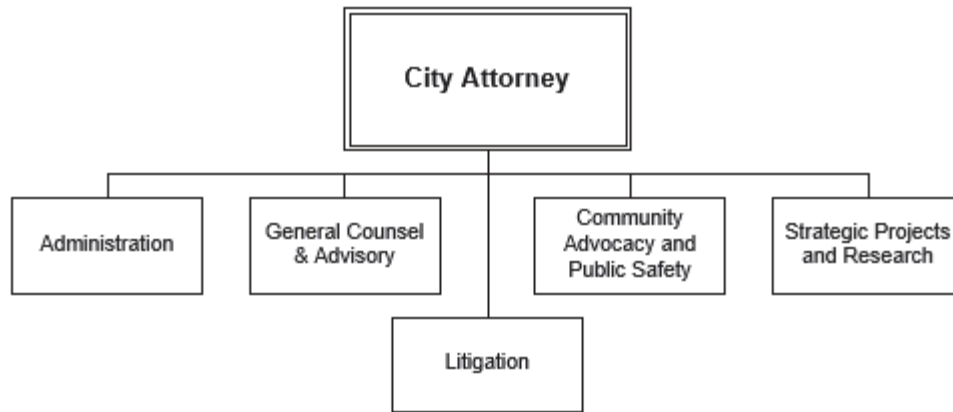 City Attorney
Administration
General Counsel
& Advisory
Community
Advocacy and
Public Safety
Strategic Projects
and Research
Litigation